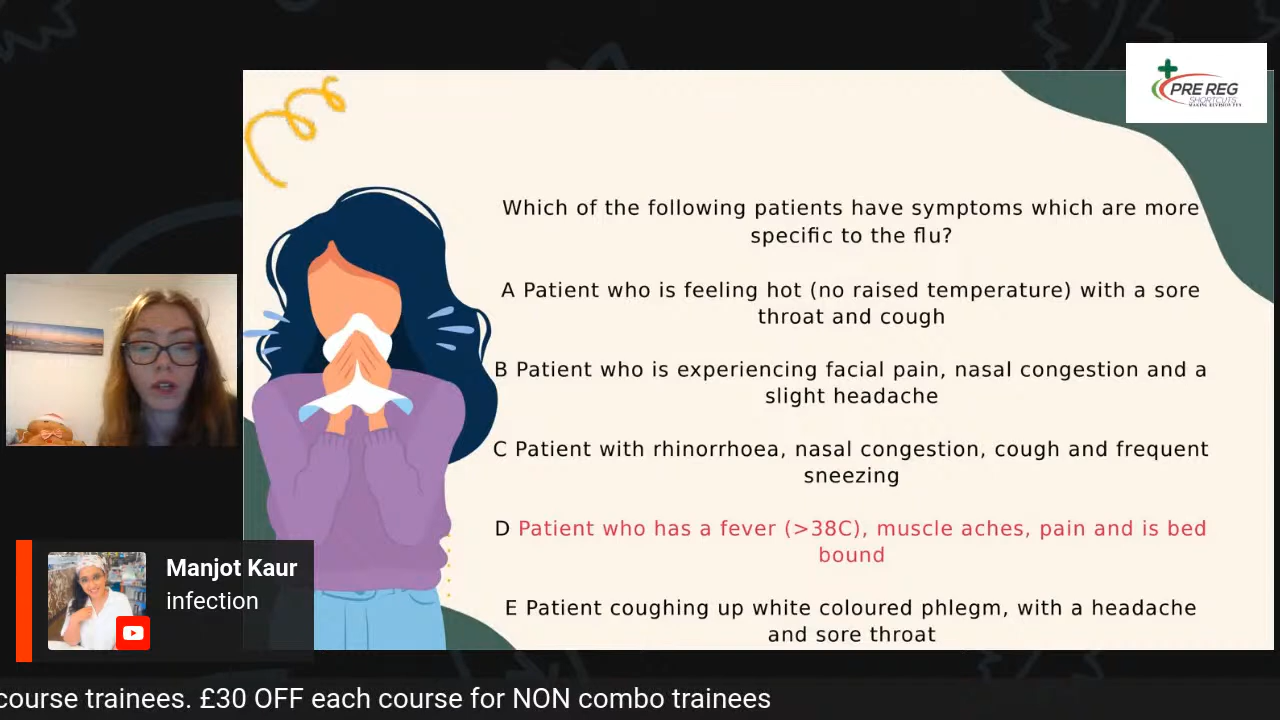 PRE REG
SHORTCUTS
Which of the following patients have symptoms which are more
specific to the flu?
A Patient who is feeling hot (no raised temperature) with a sore
throat and cough
B Patient who is experiencing facial pain, nasal congestion and a
slight headache
C Patient with rhinorrhoea, nasal congestion, cough and frequent
sneezing
D Patient who has a fever (>38C), muscle aches, pain and is bed
bound
E Patient coughing up white coloured phlegm, with a headache
and sore throat
Manjot Kaur
infection
course trainees. £30 OFF each course for NON combo trainees